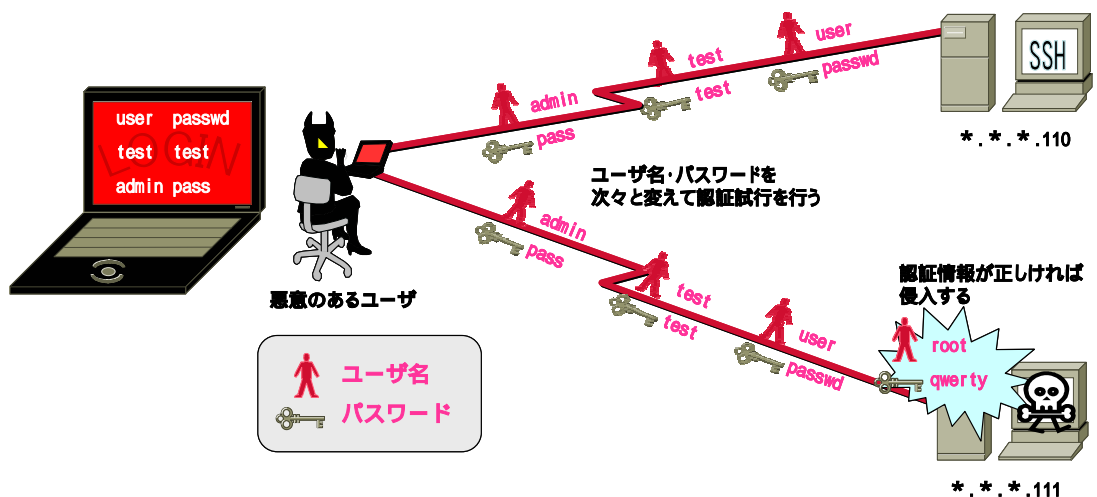 user passwd
test test
admin pass
LOGIN
悪意のあるユーザ
ユーザ名
パスワード
admin
pass
test
test
user
passwd
SSH
*.*.*.110
ユーザ名・パスワードを
次々と変えて認証試行を行う
admin
pass
test
test
user
passwd
認証情報が正しければ
侵入する
root
qwerty
*.*.*.111